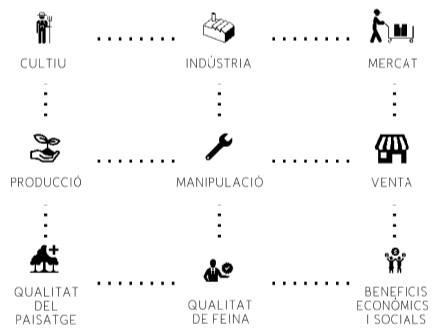 CULTIU
INDÚSTRIA
MERCAT
PRODUCCIÓ
MANIPULACIÓ
VENTA
QUALITAT
DEL
PAISATGE
QUALITAT
DE FEINA
BENEFICIS
ECONÒMICS
I SOCIALS